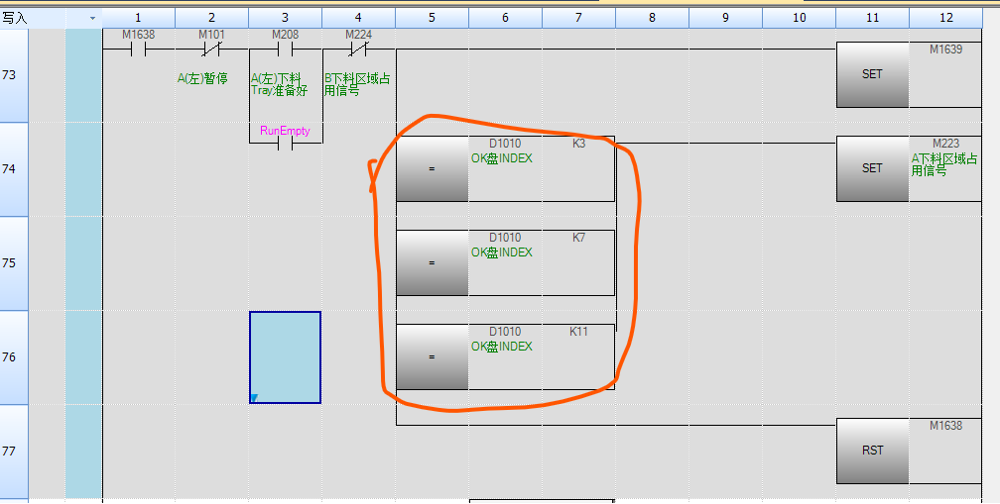 写入 1 2 3 4 5 6 7 8 9 10 11 12
M1638 M101 M208 M224 M1639
73 SET
A(左)暂停 A(左)下料 B下料区域占
Tray准备好 用信号
RunEmpty
D1010 K3 M223
OK盘INDEX A下料区域占
74 = SET 用信号
D1010 K7
OK盘INDEX
75 =
D1010 K11
OK盘INDEX
76 =
M1638
77 RST